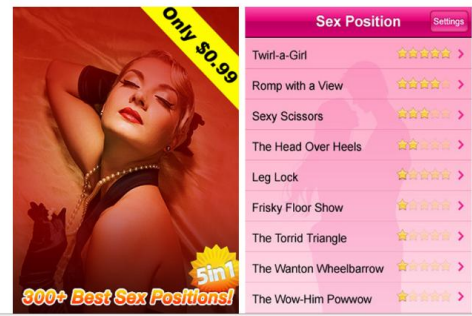 Only $0.99
5in1
300+ Best Sex Positions!
Sex Position
Settings
Twirl-a-Girl
Romp with a View
Sexy Scissors
The Head Over Heels
Leg Lock
Frisky Floor Show
The Torrid Triangle
The Wanton Wheelbarrow
The Wow-Him Powwow